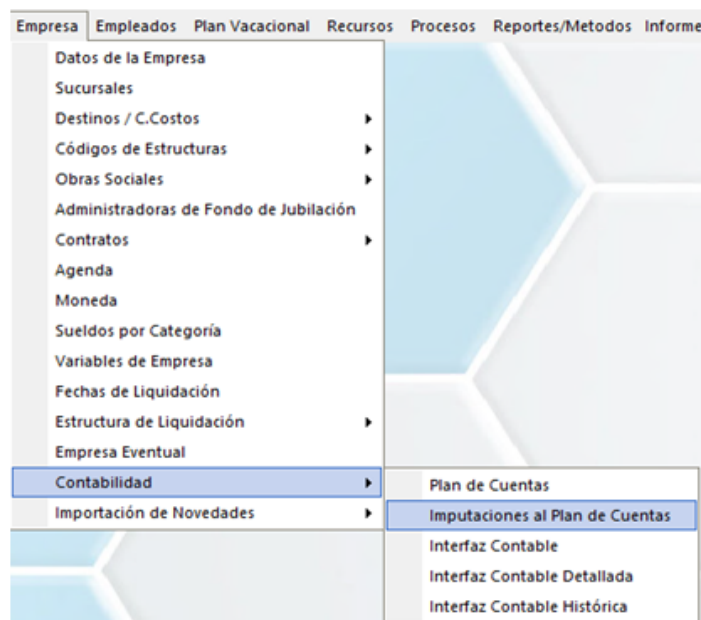 Empresa Empleados Plan Vacacional Recursos Procesos Reportes/Metodos Informe
Datos de la Empresa
Sucursales
Destinos / C.Costos
Códigos de Estructuras
Obras Sociales
Administradoras de Fondo de Jubilación
Contratos
Agenda
Moneda
Sueldos por Categoría
Variables de Empresa
Fechas de Liquidación
Estructura de Liquidación
Empresa Eventual
Contabilidad
Importación de Novedades
Plan de Cuentas
Imputaciones al Plan de Cuentas
Interfaz Contable
Interfaz Contable Detallada
Interfaz Contable Histórica